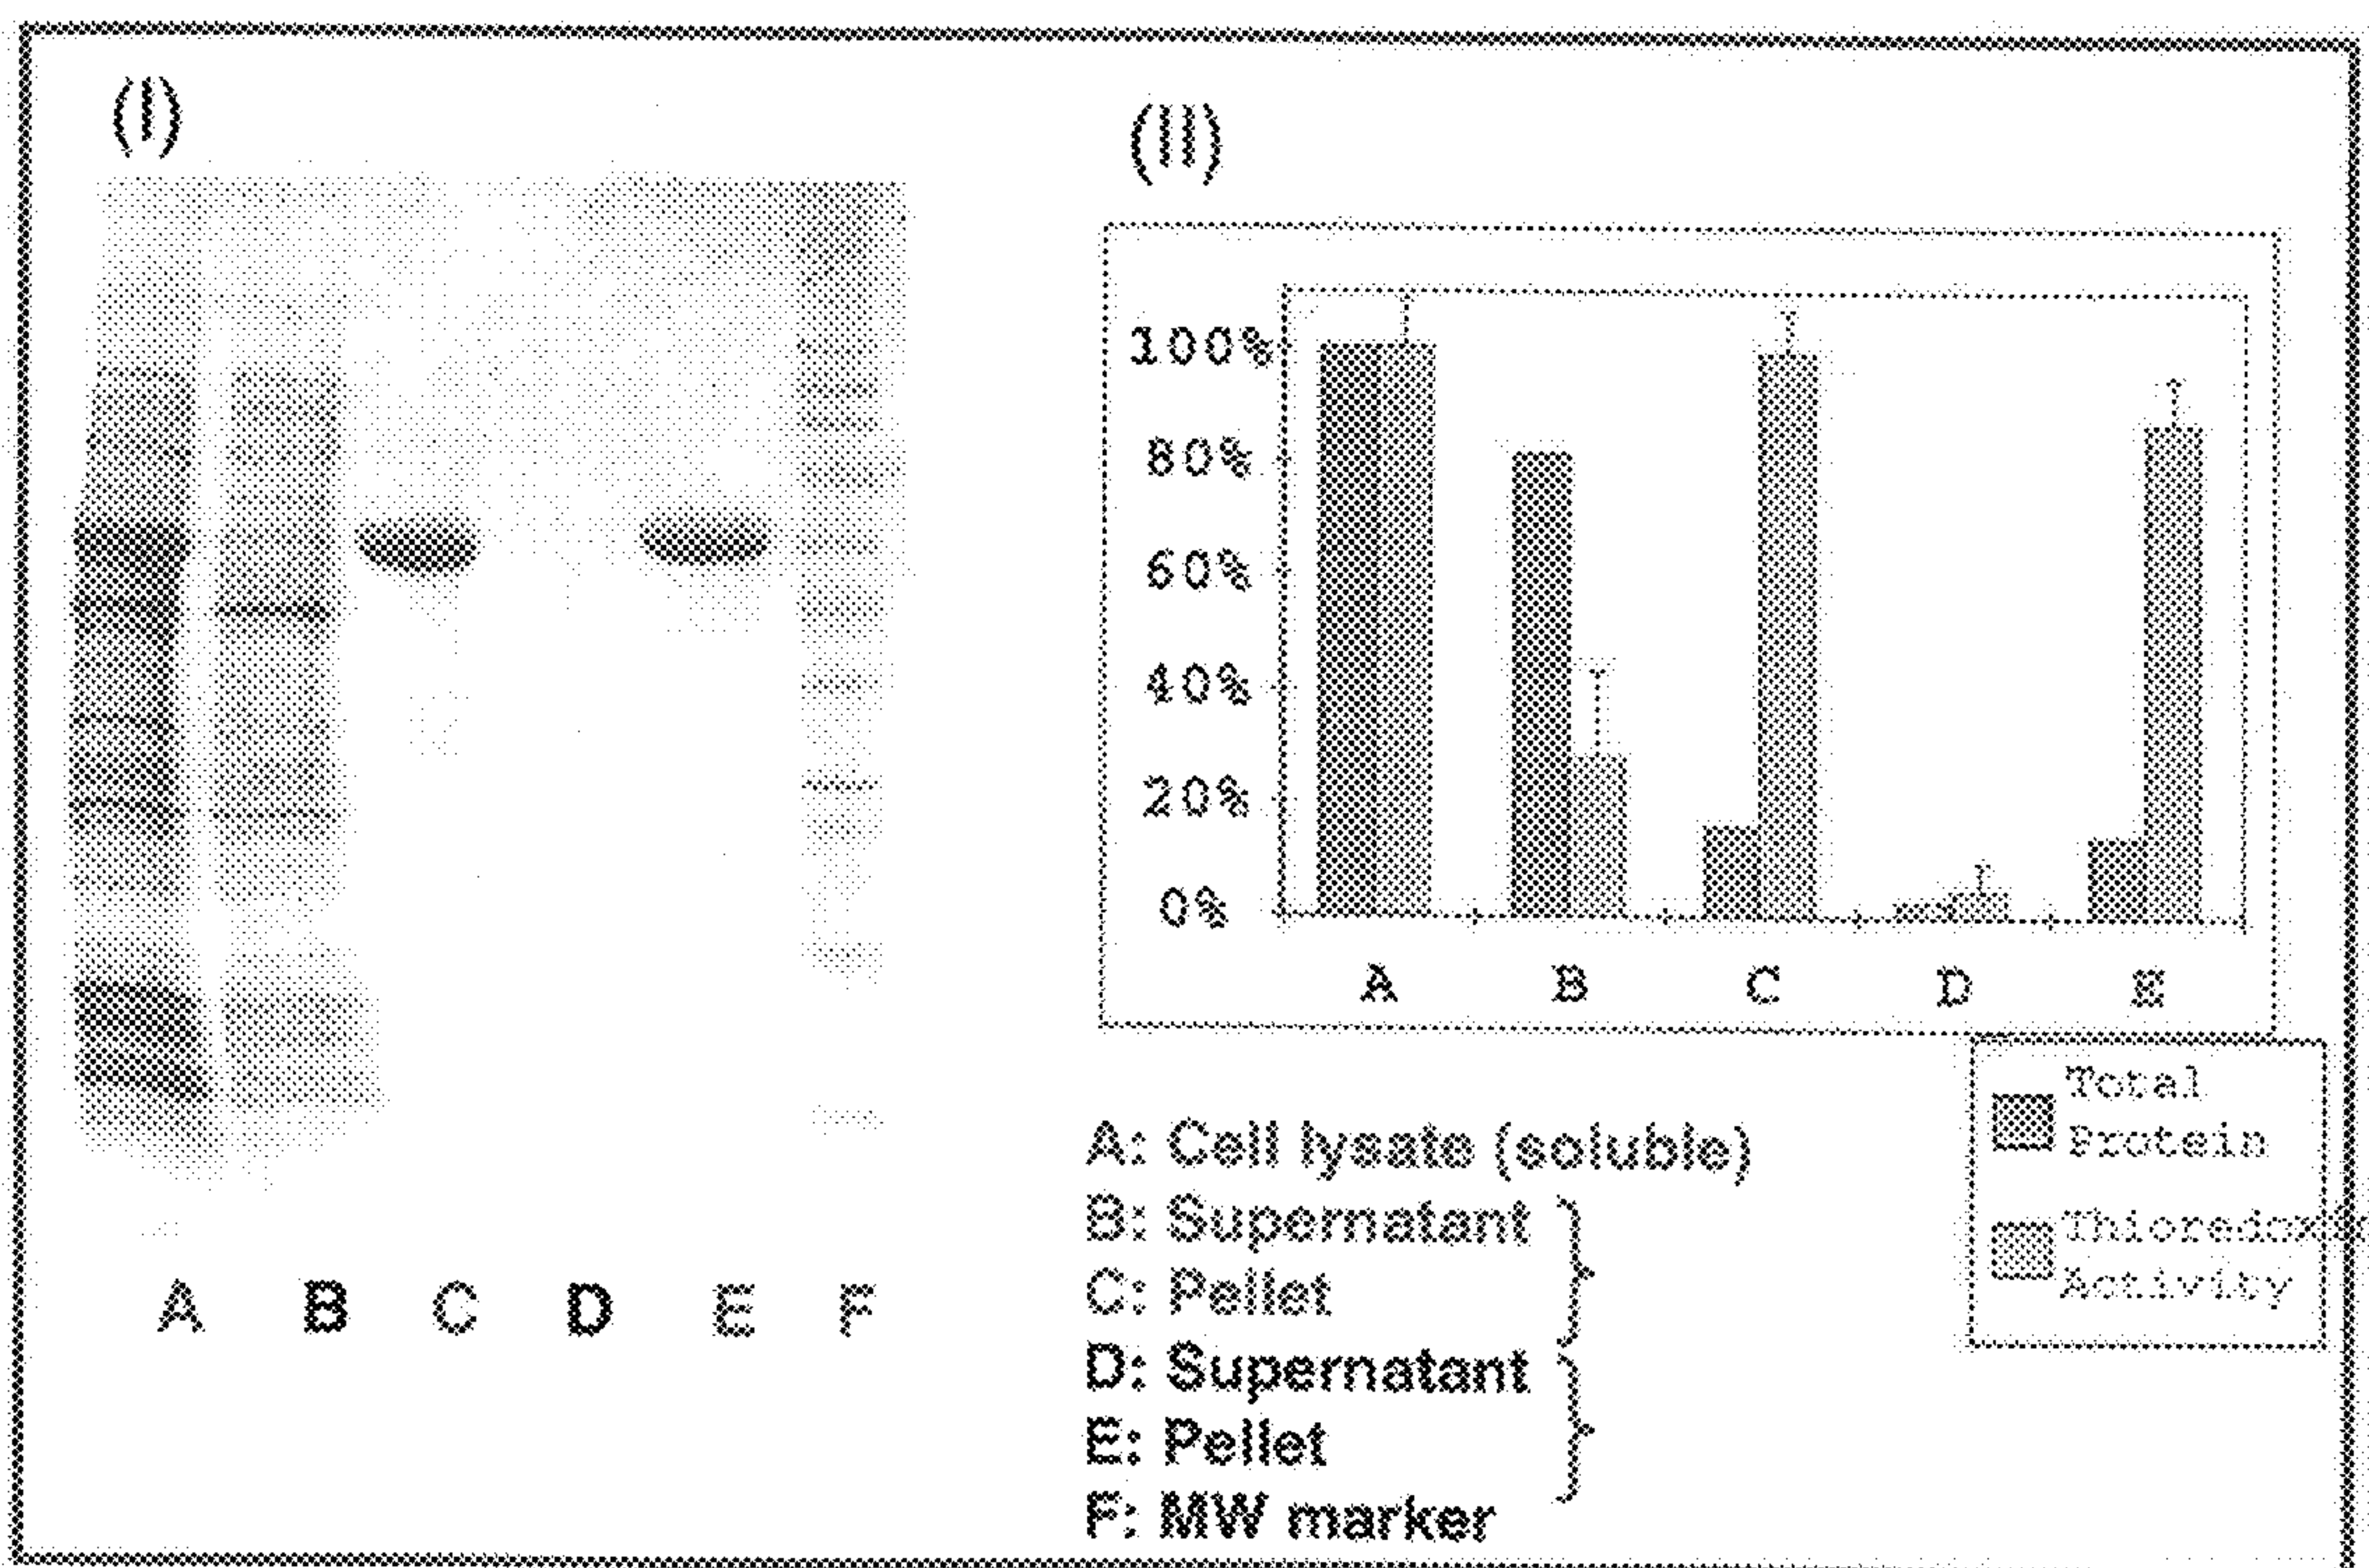 (I)
(II)
100%
80%
60%
40%
20%
0%
A B C D E
Total
Protein
Thioredoxin
Activity
A B C D E F
A: Cell lysate (soluble)
B: Supernatant
C: Pellet
D: Supernatant
E: Pellet
F: MW marker